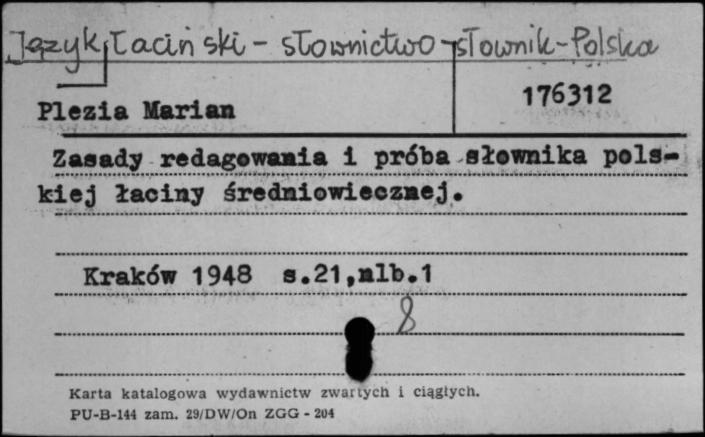 Język łaciński - słownictwo - słownik - Polska
Plezia Marian
176312
Zasady redagowania i próba słownika pols-
kiej łaciny średniowiecznej.
Kraków 1948 s.21,nlb.1
8
Karta katalogowa wydawnictw zwartych i ciągłych.
PU-B-144 zam. 29/DW/On ZGG - 204